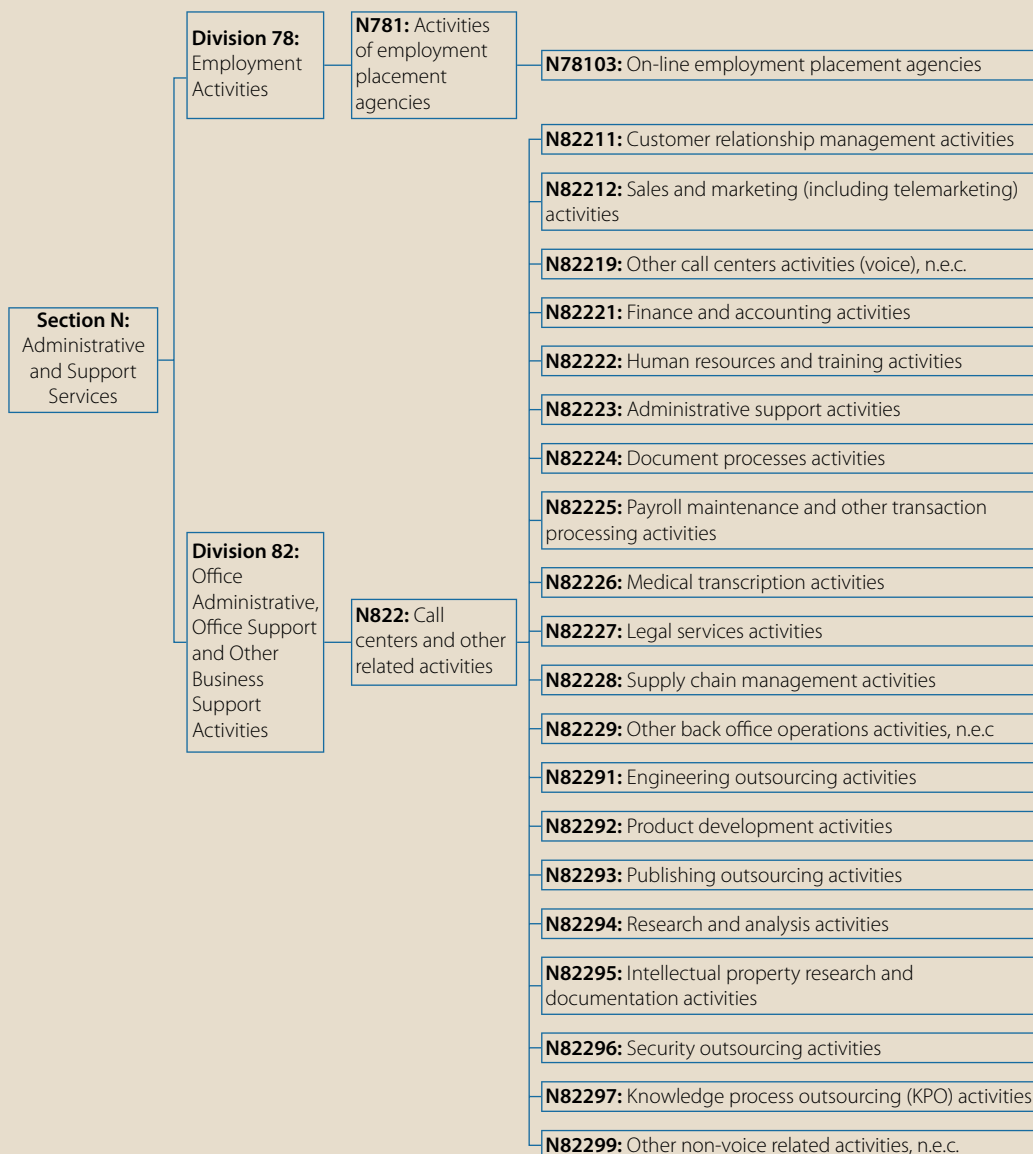 Section N:
Administrative
and Support
Services
Division 78:
Employment
Activities
N781: Activities
of employment
placement
agencies
N78103: On-line employment placement agencies
Division 82:
Office
Administrative,
Office Support
and Other
Business
Support
Activities
N822: Call
centers and other
related activities
N82211: Customer relationship management activities
N82212: Sales and marketing (including telemarketing)
activities
N82219: Other call centers activities (voice), n.e.c.
N82221: Finance and accounting activities
N82222: Human resources and training activities
N82223: Administrative support activities
N82224: Document processes activities
N82225: Payroll maintenance and other transaction
processing activities
N82226: Medical transcription activities
N82227: Legal services activities
N82228: Supply chain management activities
N82229: Other back office operations activities, n.e.c
N82291: Engineering outsourcing activities
N82292: Product development activities
N82293: Publishing outsourcing activities
N82294: Research and analysis activities
N82295: Intellectual property research and
documentation activities
N82296: Security outsourcing activities
N82297: Knowledge process outsourcing (KPO) activities
N82299: Other non-voice related activities, n.e.c.